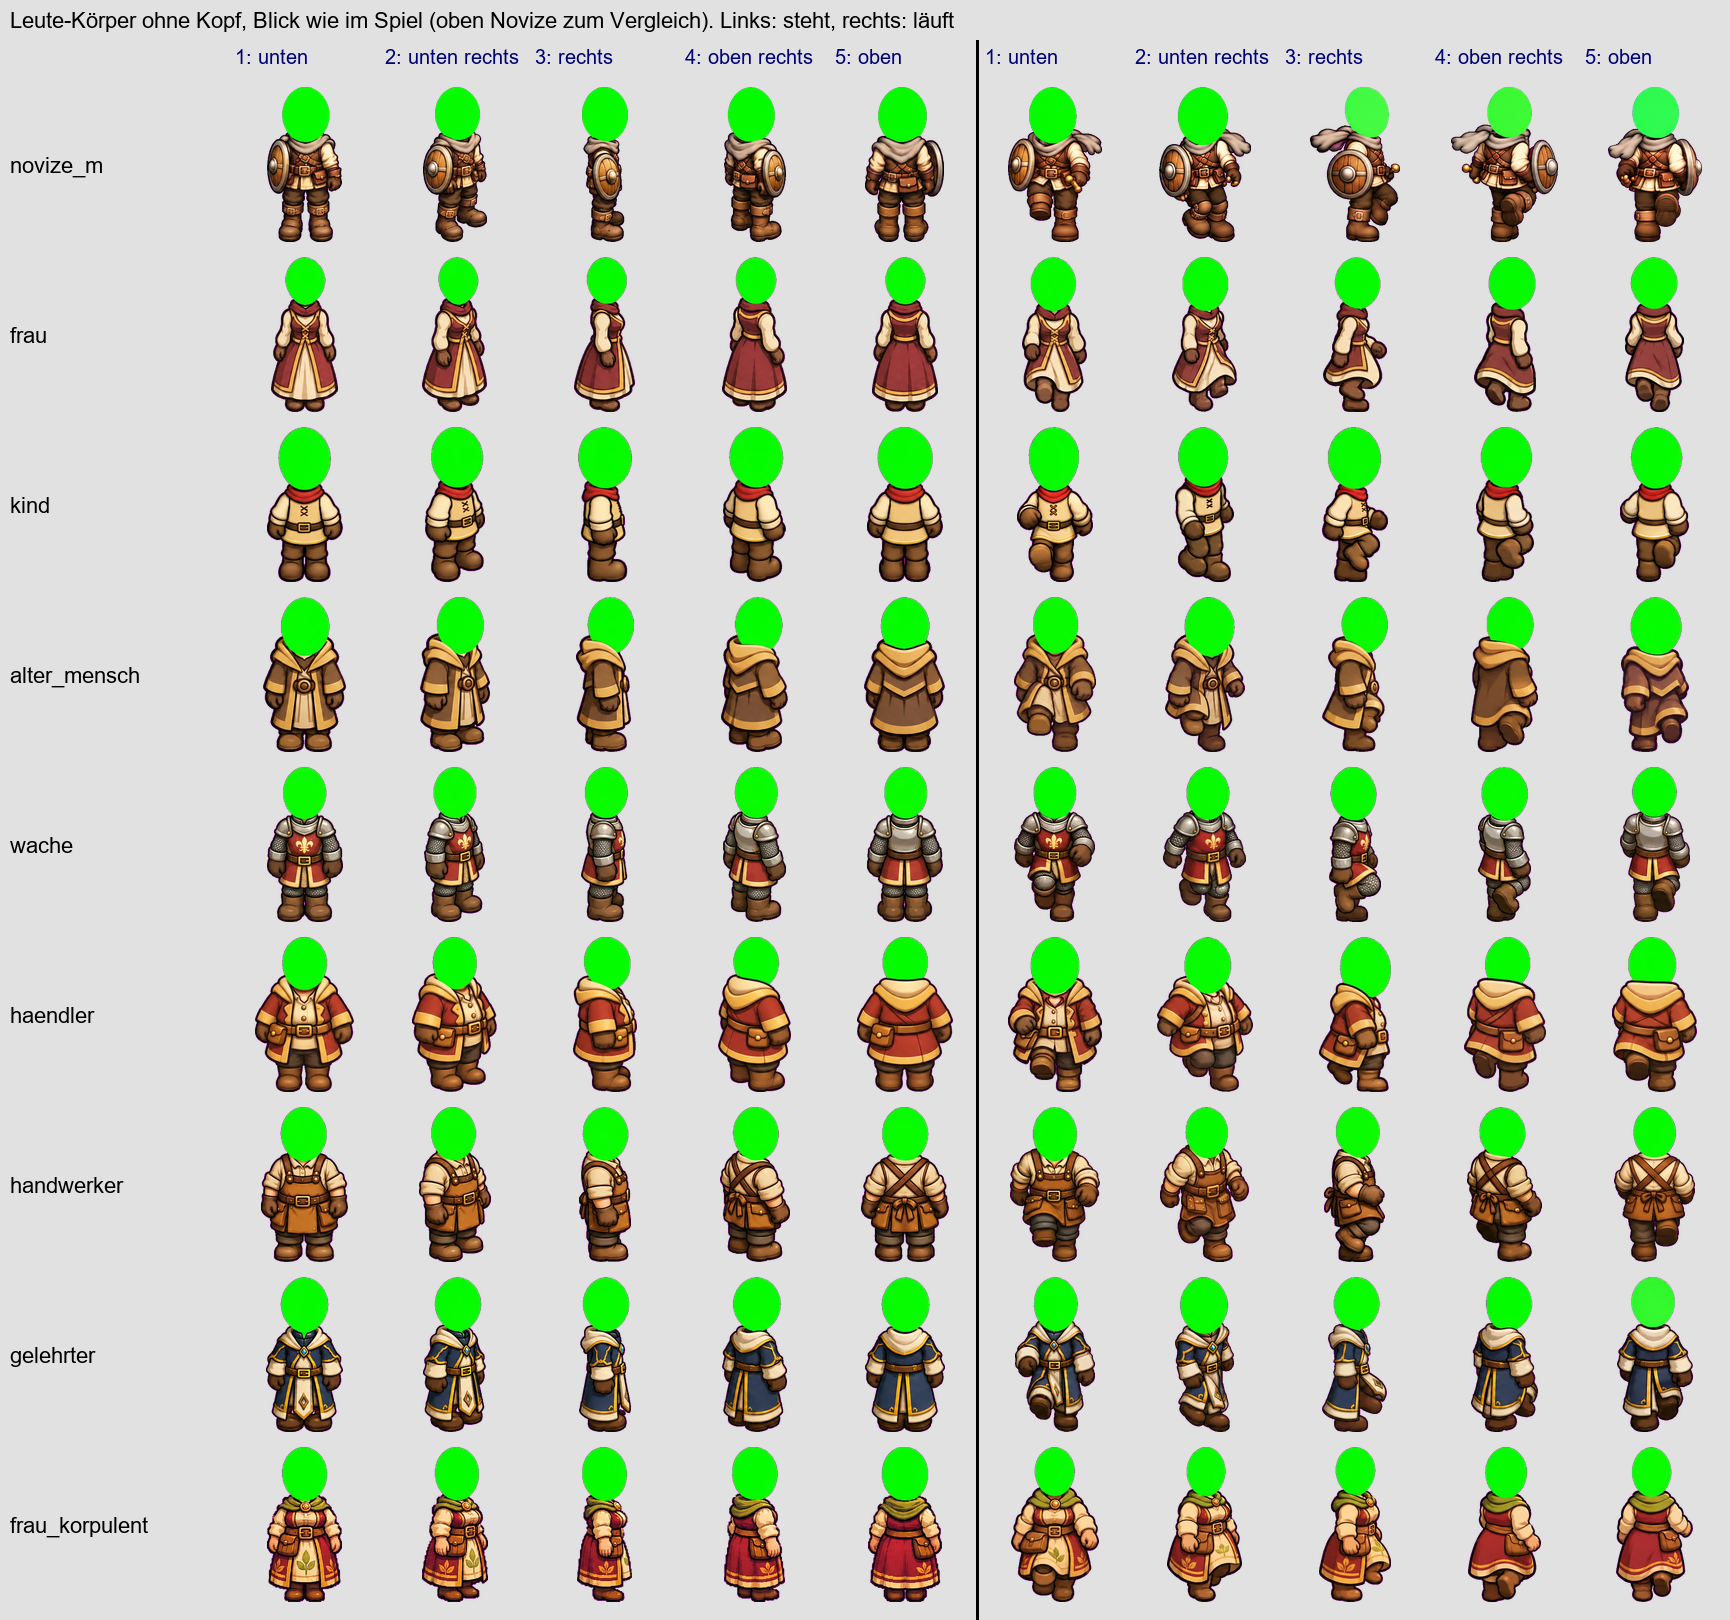 Leute-Körper ohne Kopf, Blick wie im Spiel (oben Novize zum Vergleich). Links: steht, rechts: läuft
1: unten 2: unten rechts 3: rechts 4: oben rechts 5: oben 1: unten 2: unten rechts 3: rechts 4: oben rechts 5: oben
novize_m
frau
kind
alter_mensch
wache
haendler
handwerker
gelehrter
frau_korpulent